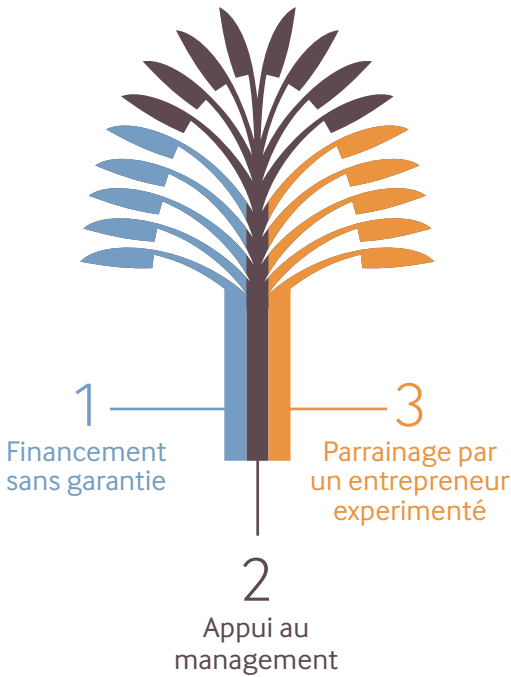 1
Financement
sans garantie
3
Parrainage par
un entrepreneur
experimenté
2
Appui au
management